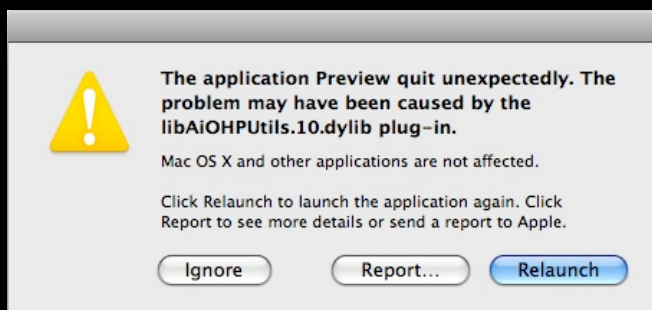 The application Preview quit unexpectedly. The
problem may have been caused by the
libAiOHPUtils.10.dylib plug-in.
Mac OS X and other applications are not affected.
Click Relaunch to launch the application again. Click
Report to see more details or send a report to Apple.
Ignore Report... Relaunch